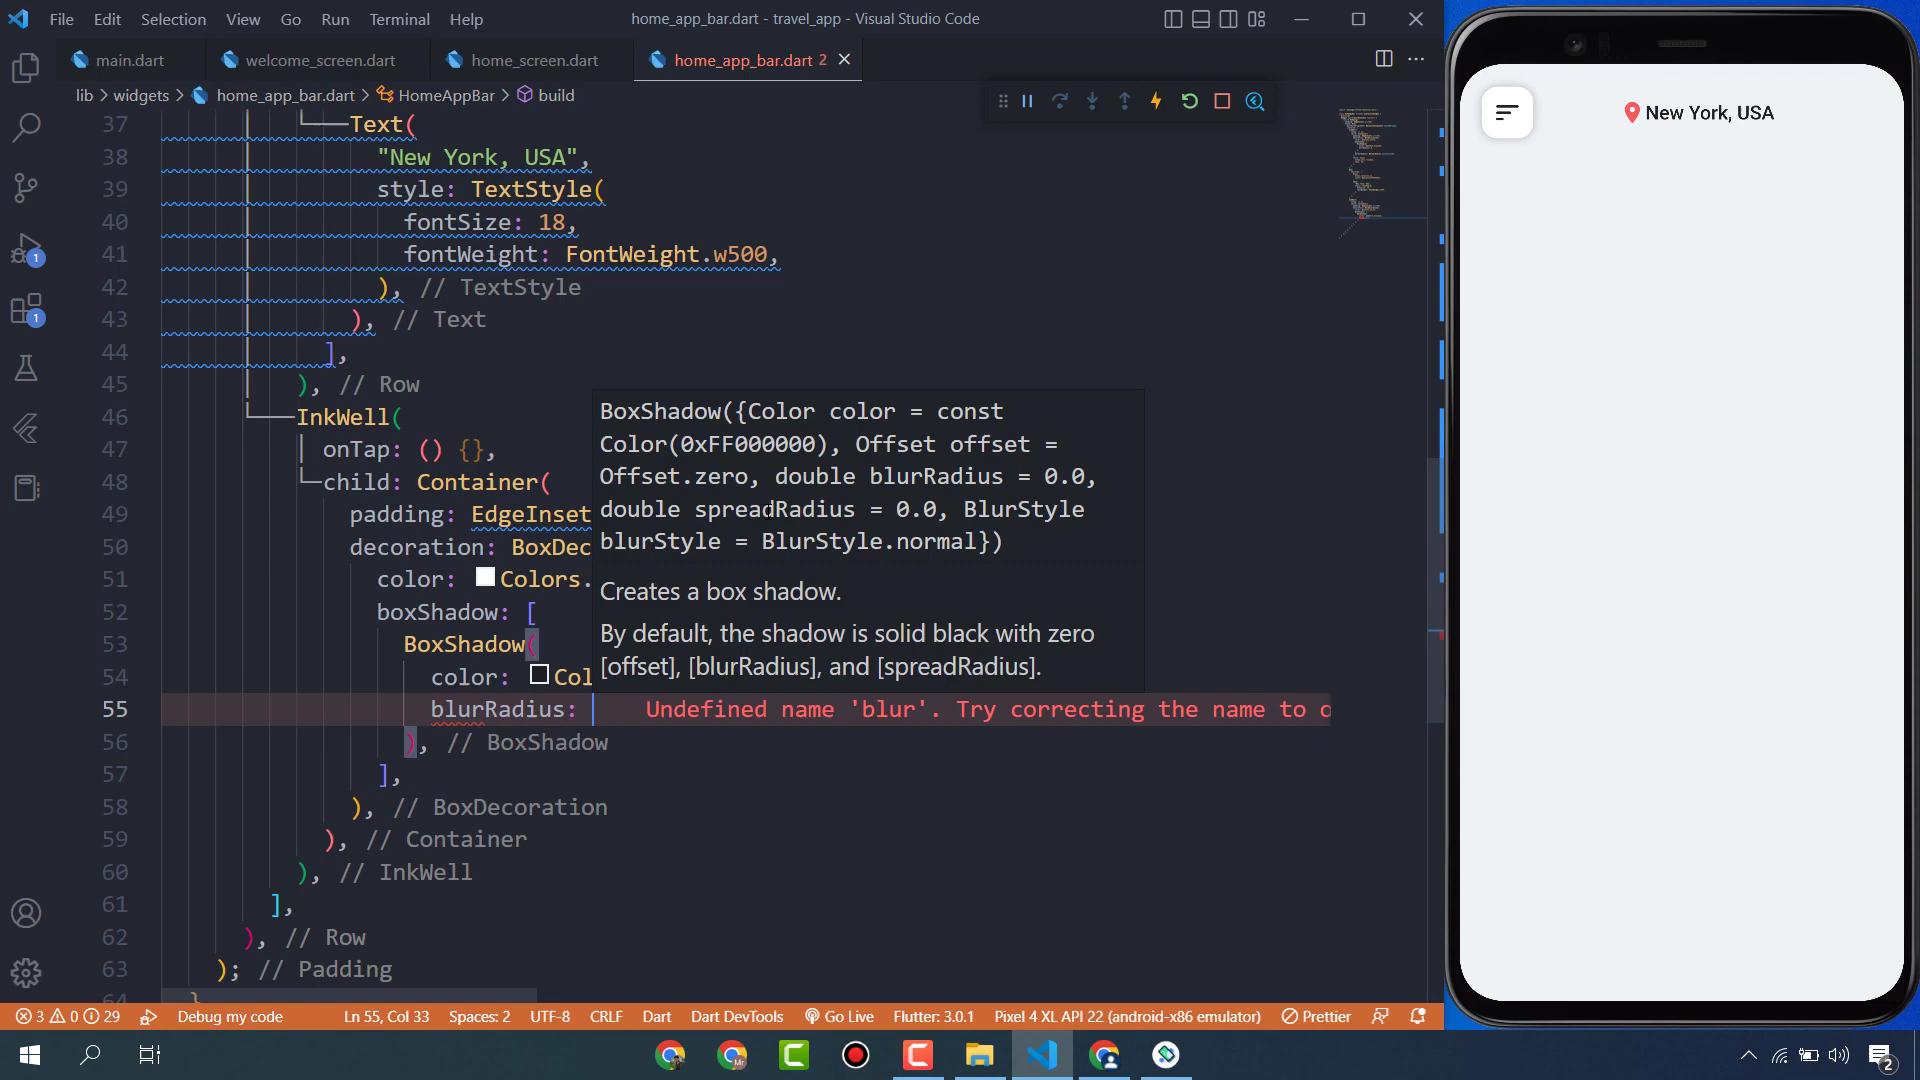 File Edit Selection View Go Run Terminal Help
home_app_bar.dart - travel_app - Visual Studio Code
main.dart welcome_screen.dart home_screen.dart home_app_bar.dart 2
lib > widgets > home_app_bar.dart > HomeAppBar > build
37 Text(
38 "New York, USA",
39 style: TextStyle(
40 fontSize: 18,
41 fontWeight: FontWeight.w500,
42 ), // TextStyle
43 ), // Text
44 ],
45 ), // Row
46 InkWell(
47 onTap: () {},
48 child: Container(
49 padding: EdgeInset
50 decoration: BoxDec
51 color: Colors.
52 boxShadow: [
53 BoxShadow(
54 color: Col
55 blurRadius: Undefined name 'blur'. Try correcting the name to o
56 ), // BoxShadow
57 ],
58 ), // BoxDecoration
59 ), // Container
60 ), // InkWell
61 ],
62 ), // Row
63 ); // Padding
64 }
BoxShadow({Color color = const
Color(0xFF000000), Offset offset =
Offset.zero, double blurRadius = 0.0,
double spreadRadius = 0.0, BlurStyle
blurStyle = BlurStyle.normal})
Creates a box shadow.
By default, the shadow is solid black with zero
[offset], [blurRadius], and [spreadRadius].
1
1
3 0 29 Debug my code Ln 55, Col 33 Spaces: 2 UTF-8 CRLF Dart Dart DevTools Go Live Flutter: 3.0.1 Pixel 4 XL API 22 (android-x86 emulator) Prettier
2
New York, USA